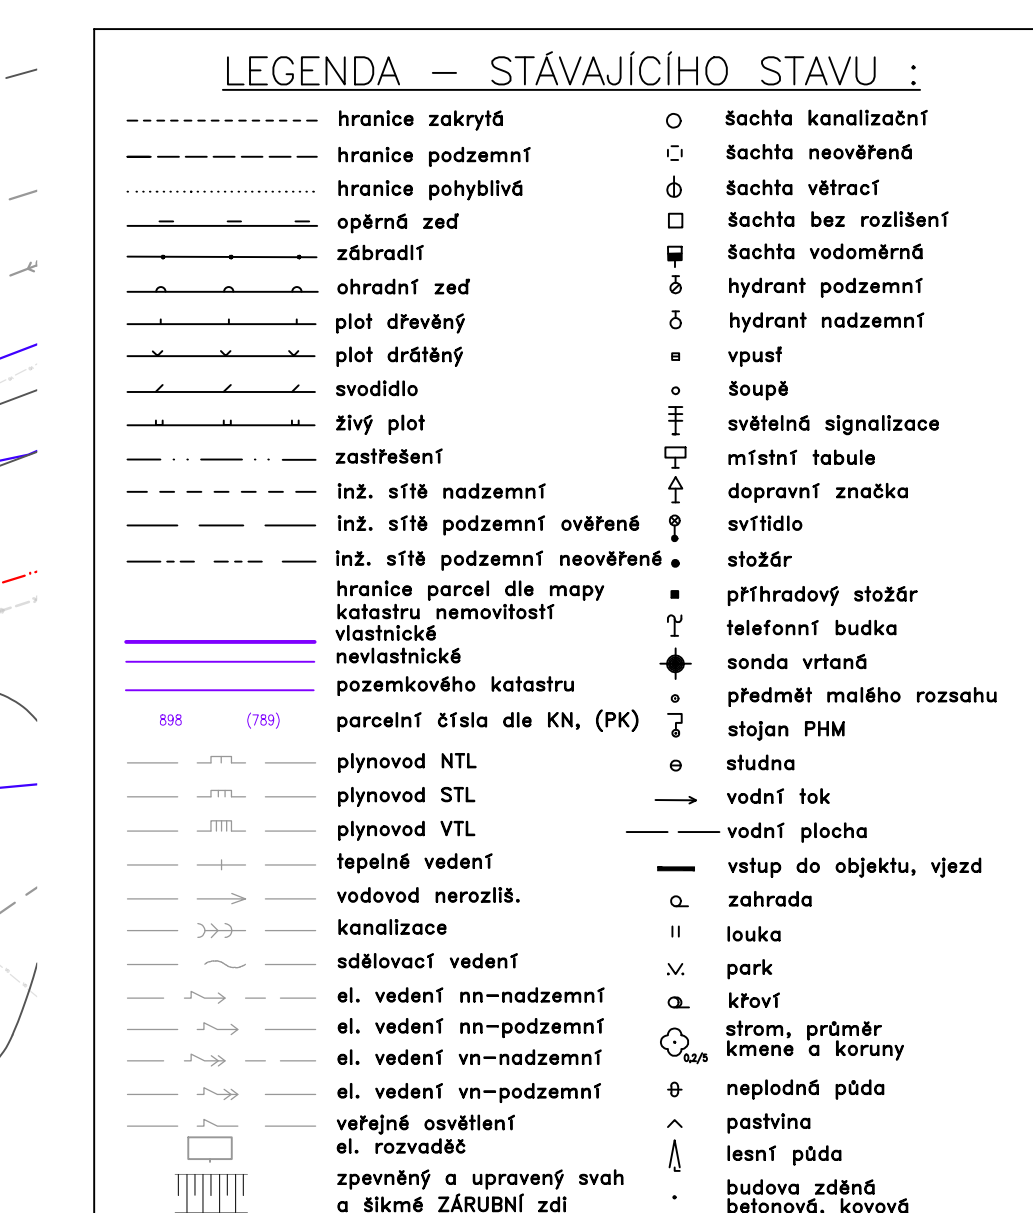 LEGENDA – STÁVAJÍCÍHO STAVU :
hranice zakrytá
hranice podzemní
hranice pohyblivá
opěrná zeď
zábradlí
ohradní zeď
plot dřevěný
plot drátěný
svodidlo
živý plot
zastřešení
inž. sítě nadzemní
inž. sítě podzemní ověřené
inž. sítě podzemní neověřené
hranice parcel dle mapy
katastru nemovitostí
vlastnické
nevlastnické
pozemkového katastru
898 (789) parcelní čísla dle KN, (PK)
plynovod NTL
plynovod STL
plynovod VTL
tepelné vedení
vodovod nerozliš.
kanalizace
sdělovací vedení
el. vedení nn–nadzemní
el. vedení nn–podzemní
el. vedení vn–nadzemní
el. vedení vn–podzemní
veřejné osvětlení
el. rozvaděč
zpevněný a upravený svah
a šikmé ZÁRUBNÍ zdi
šachta kanalizační
šachta neověřená
šachta větrací
šachta bez rozlišení
šachta vodoměrná
hydrant podzemní
hydrant nadzemní
vpusť
šoupě
světelná signalizace
místní tabule
dopravní značka
svítidlo
stožár
příhradový stožár
telefonní budka
sonda vrtaná
předmět malého rozsahu
stojan PHM
studna
vodní tok
vodní plocha
vstup do objektu, vjezd
zahrada
louka
park
křoví
strom, průměr
0,2/5 kmene a koruny
neplodná půda
pastvina
lesní půda
budova zděná
betonová, kovová